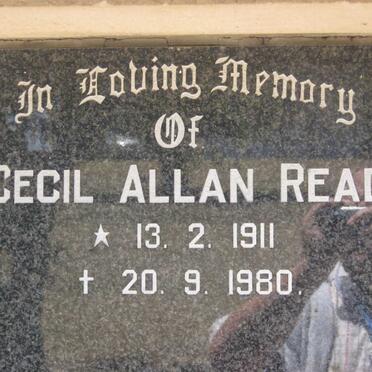 In Loving Memory
Of
CECIL ALLAN READ
★ 13. 2. 1911
✝ 20. 9. 1980.